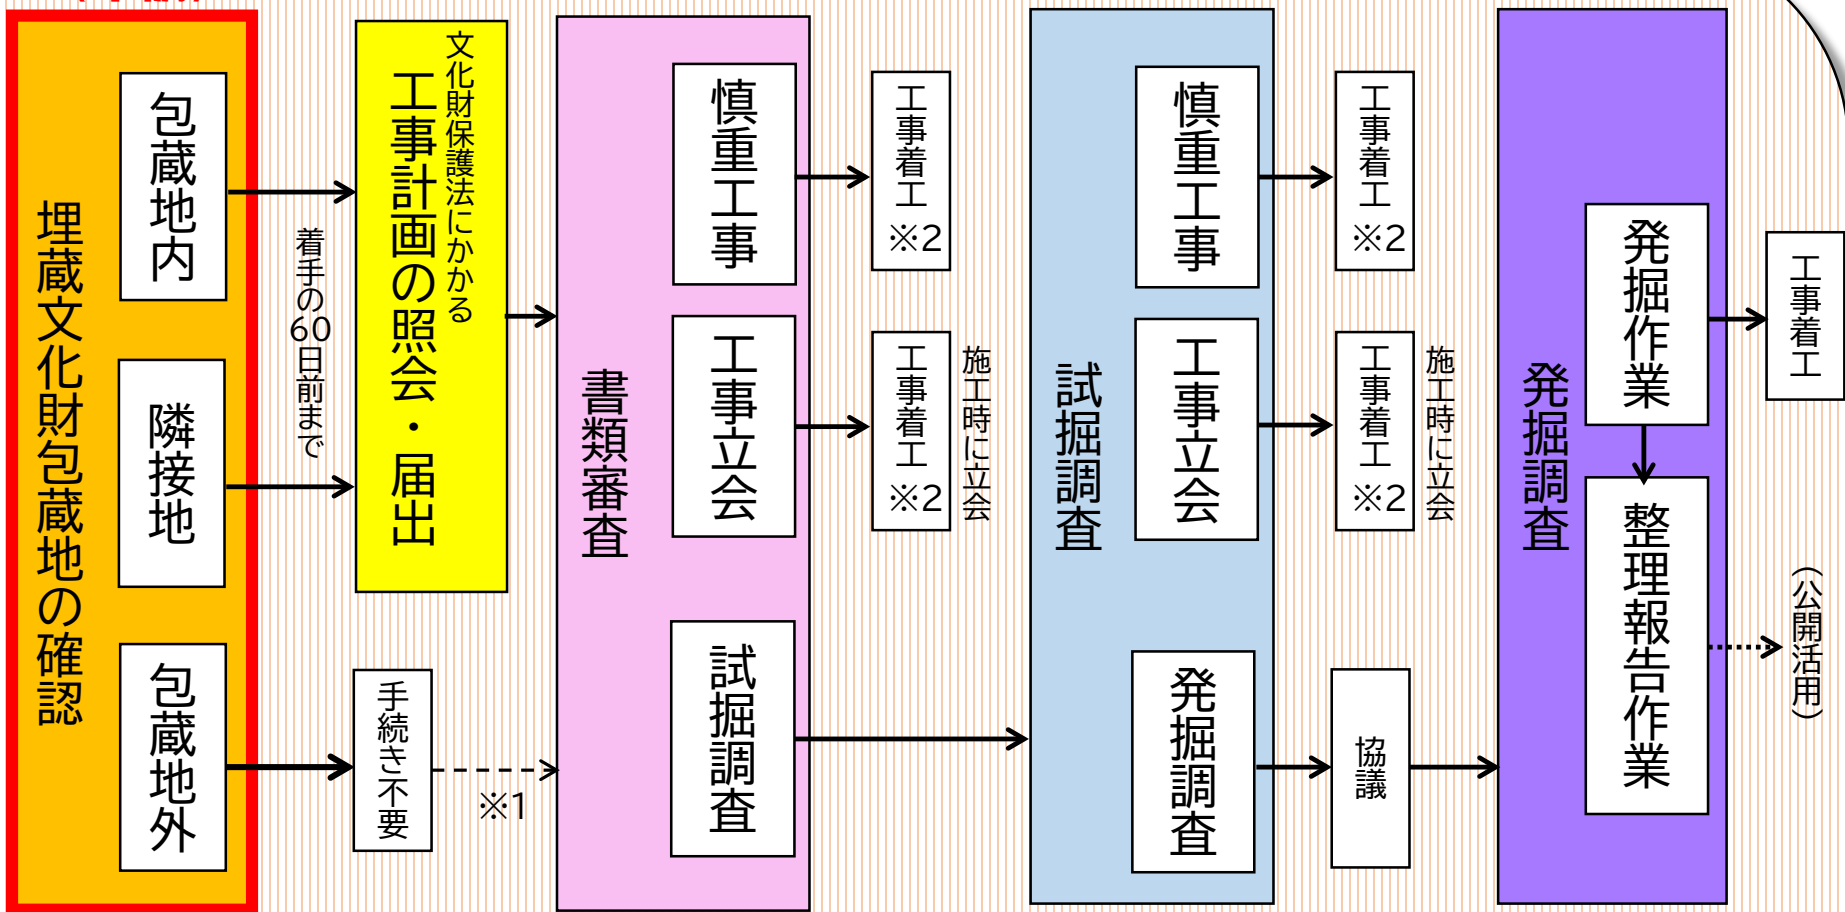 埋蔵文化財包蔵地の確認
包蔵地内
隣接地
包蔵地外
着手の60日前まで
文化財保護法にかかる
工事計画の照会・届出
手続き不要
※1
書類審査
慎重工事
工事立会
試掘調査
工事着工
※2
工事着工
※2
施工時に立会
試掘調査
慎重工事
工事立会
発掘調査
工事着工
※2
工事着工
※2
施工時に立会
協議
発掘調査
発掘作業
整理報告作業
工事着工
(公開活用)